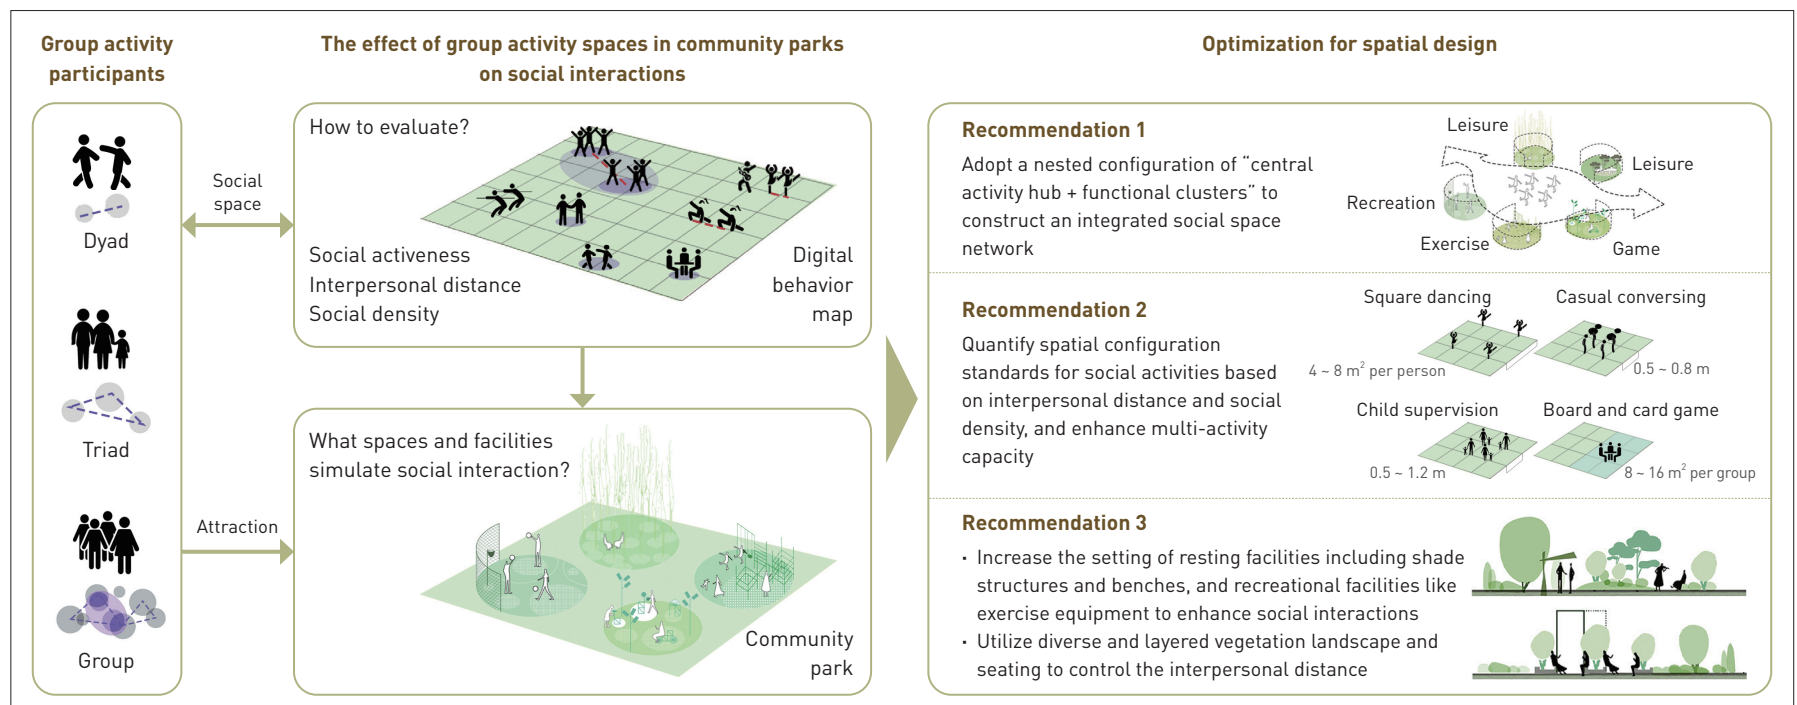 Group activity
participants
Dyad
Triad
Group
Social
space
Attraction
The effect of group activity spaces in community parks
on social interactions
How to evaluate?
Social activeness
Interpersonal distance
Social density
Digital
behavior
map
What spaces and facilities
simulate social interaction?
Community
park
Optimization for spatial design
Recommendation 1
Adopt a nested configuration of “central
activity hub + functional clusters” to
construct an integrated social space
network
Leisure
Leisure
Recreation
Exercise
Game
Recommendation 2
Quantify spatial configuration
standards for social activities based
on interpersonal distance and social
density, and enhance multi-activity
capacity
Square dancing
4 ~ 8 m² per person
Casual conversing
0.5 ~ 0.8 m
Child supervision
0.5 ~ 1.2 m
Board and card game
8 ~ 16 m² per group
Recommendation 3
· Increase the setting of resting facilities including shade
structures and benches, and recreational facilities like
exercise equipment to enhance social interactions
· Utilize diverse and layered vegetation landscape and
seating to control the interpersonal distance